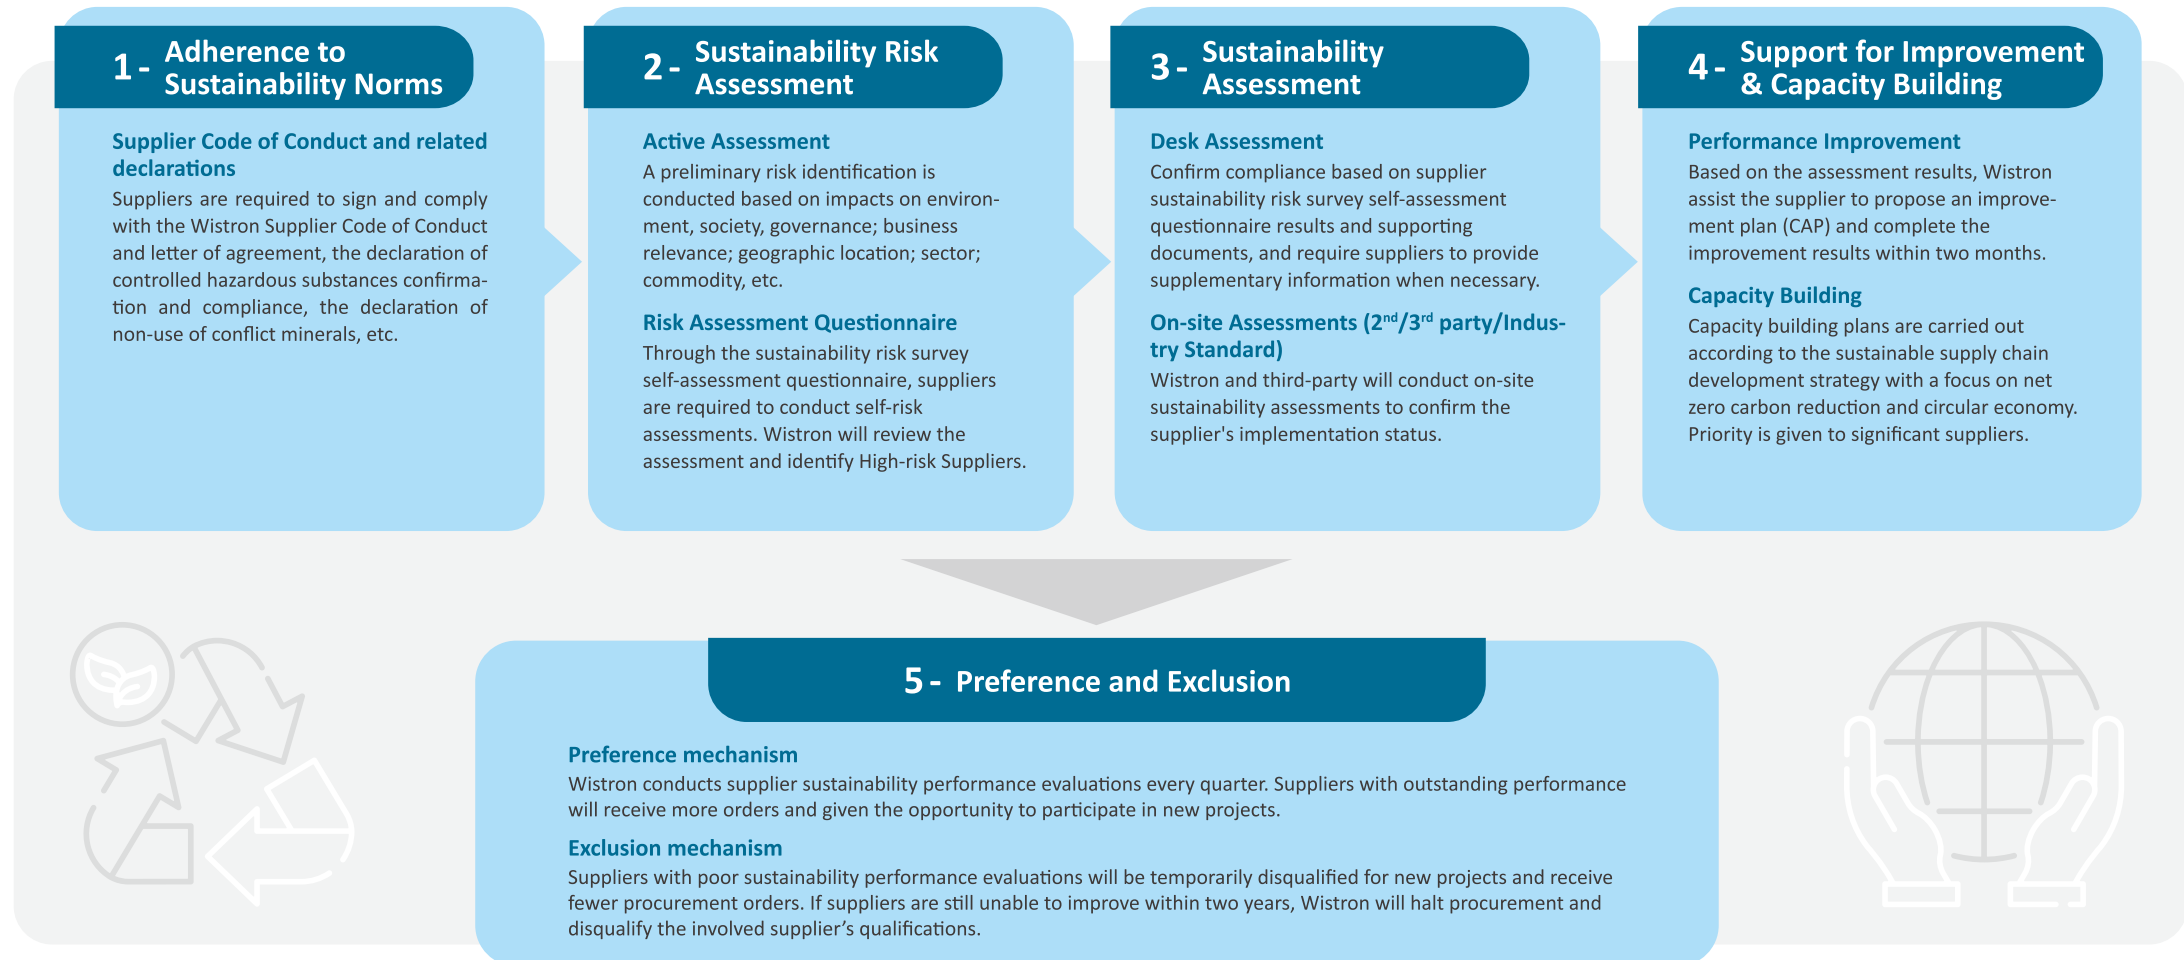 1 - Adherence to
Sustainability Norms
Supplier Code of Conduct and related
declarations
Suppliers are required to sign and comply
with the Wistron Supplier Code of Conduct
and letter of agreement, the declaration of
controlled hazardous substances confirma-
tion and compliance, the declaration of
non-use of conflict minerals, etc.
2 - Sustainability Risk
Assessment
Active Assessment
A preliminary risk identification is
conducted based on impacts on environ-
ment, society, governance; business
relevance; geographic location; sector;
commodity, etc.
Risk Assessment Questionnaire
Through the sustainability risk survey
self-assessment questionnaire, suppliers
are required to conduct self-risk
assessments. Wistron will review the
assessment and identify High-risk Suppliers.
3 - Sustainability
Assessment
Desk Assessment
Confirm compliance based on supplier
sustainability risk survey self-assessment
questionnaire results and supporting
documents, and require suppliers to provide
supplementary information when necessary.
On-site Assessments (2nd/3rd party/Indus-
try Standard)
Wistron and third-party will conduct on-site
sustainability assessments to confirm the
supplier's implementation status.
4 - Support for Improvement
& Capacity Building
Performance Improvement
Based on the assessment results, Wistron
assist the supplier to propose an improve-
ment plan (CAP) and complete the
improvement results within two months.
Capacity Building
Capacity building plans are carried out
according to the sustainable supply chain
development strategy with a focus on net
zero carbon reduction and circular economy.
Priority is given to significant suppliers.
5 - Preference and Exclusion
Preference mechanism
Wistron conducts supplier sustainability performance evaluations every quarter. Suppliers with outstanding performance
will receive more orders and given the opportunity to participate in new projects.
Exclusion mechanism
Suppliers with poor sustainability performance evaluations will be temporarily disqualified for new projects and receive
fewer procurement orders. If suppliers are still unable to improve within two years, Wistron will halt procurement and
disqualify the involved supplier’s qualifications.